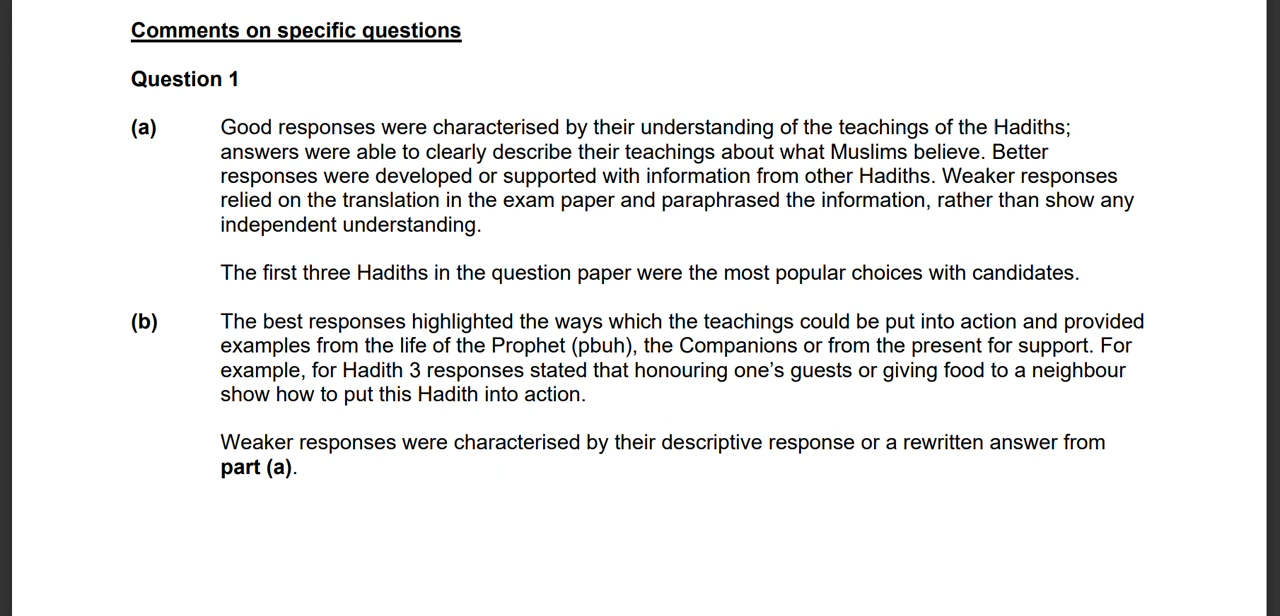 Comments on specific questions
Question 1
(a) Good responses were characterised by their understanding of the teachings of the Hadiths;
answers were able to clearly describe their teachings about what Muslims believe. Better
responses were developed or supported with information from other Hadiths. Weaker responses
relied on the translation in the exam paper and paraphrased the information, rather than show any
independent understanding.
The first three Hadiths in the question paper were the most popular choices with candidates.
(b) The best responses highlighted the ways which the teachings could be put into action and provided
examples from the life of the Prophet (pbuh), the Companions or from the present for support. For
example, for Hadith 3 responses stated that honouring one’s guests or giving food to a neighbour
show how to put this Hadith into action.
Weaker responses were characterised by their descriptive response or a rewritten answer from
part (a).